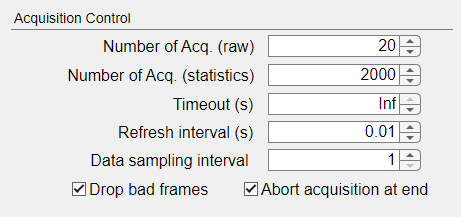 Acquisition Control
Number of Acq. (raw) 20
Number of Acq. (statistics) 2000
Timeout (s) Inf
Refresh interval (s) 0.01
Data sampling interval 1
Drop bad frames Abort acquisition at end